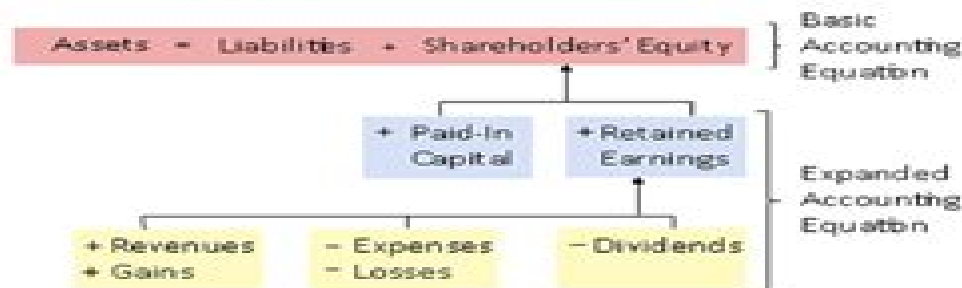 Assets = Liabilities + Shareholders' Equity
Basic
Accounting
Equation
+ Paid-In
Capital
+ Retained
Earnings
Expanded
Accounting
Equation
+ Revenues
+ Gains
- Expenses
- Losses
- Dividends